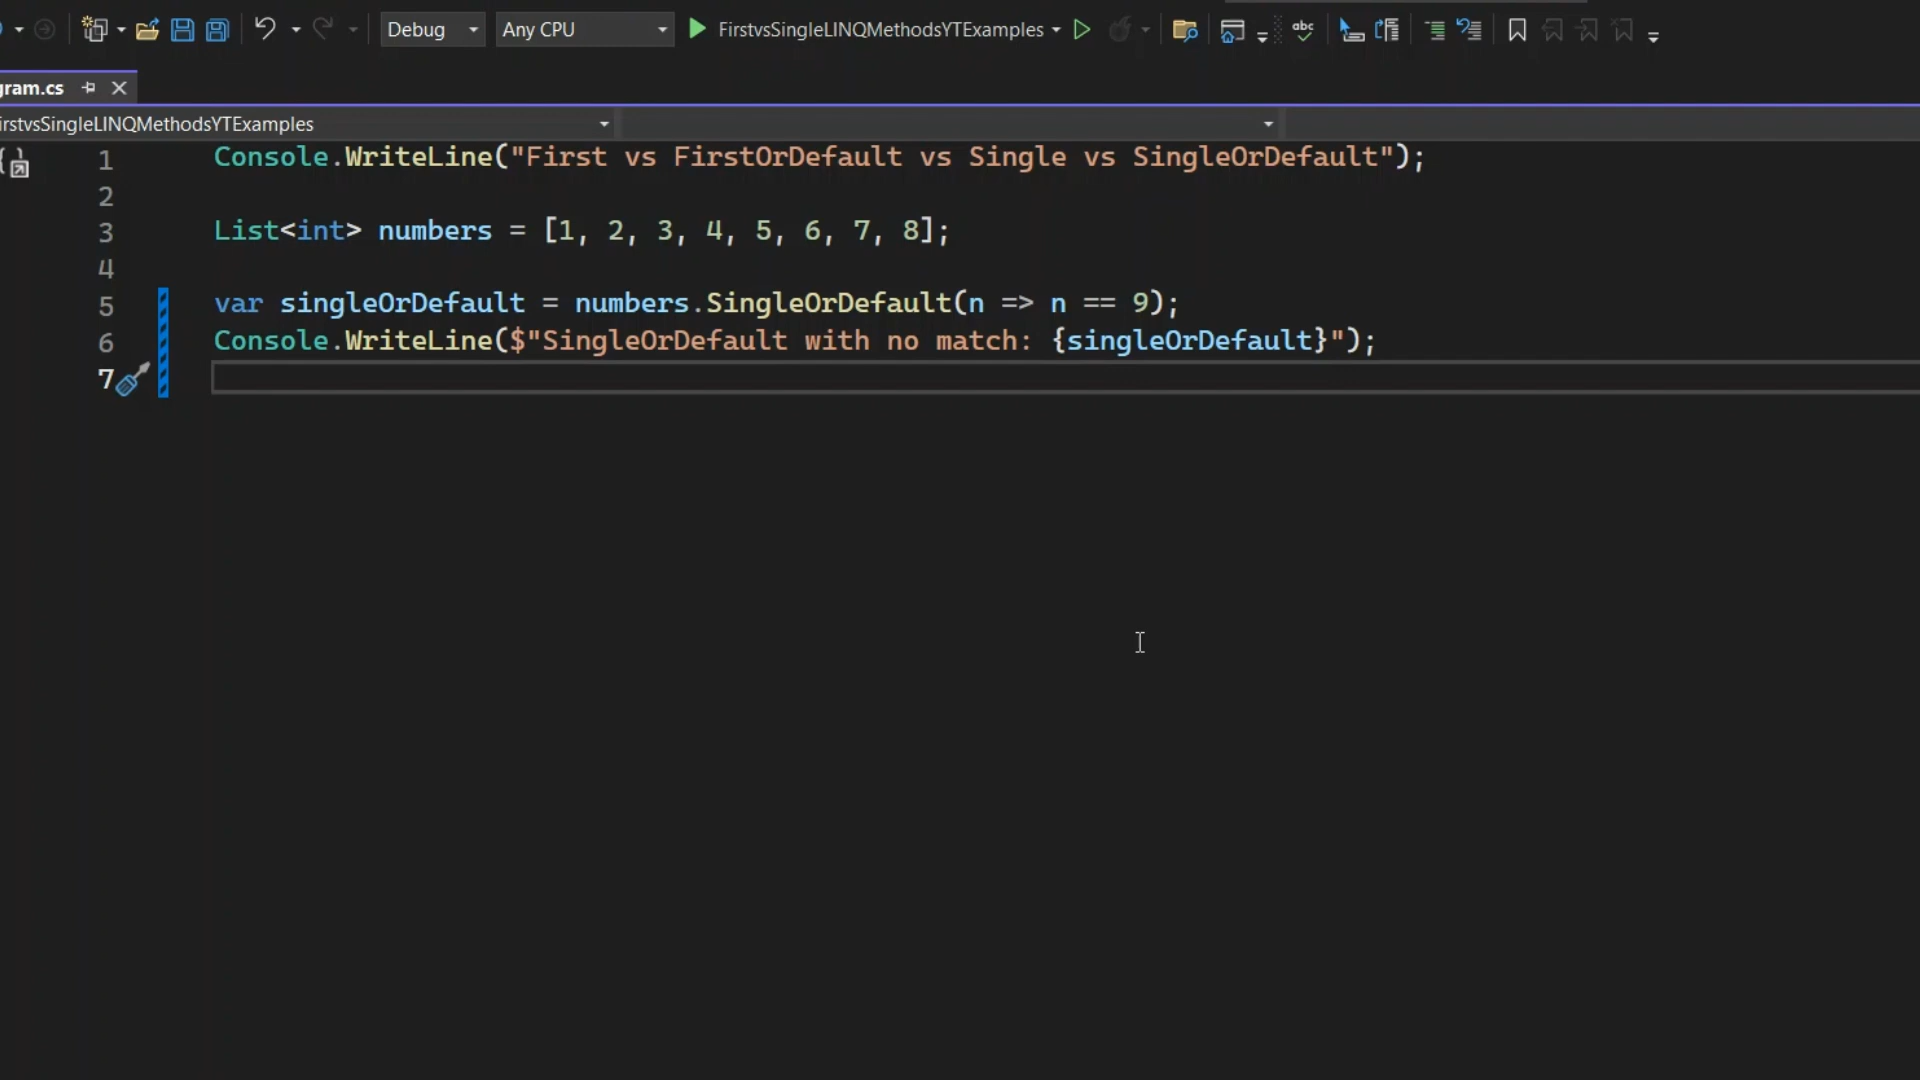 Debug Any CPU FirstvsSingleLINQMethodsYTExamples abc
gram.cs
irstvsSingleLINQMethodsYTExamples
1 Console.WriteLine("First vs FirstOrDefault vs Single vs SingleOrDefault");
2
3 List<int> numbers = [1, 2, 3, 4, 5, 6, 7, 8];
4
5 var singleOrDefault = numbers.SingleOrDefault(n => n == 9);
6 Console.WriteLine($"SingleOrDefault with no match: {singleOrDefault}");
7